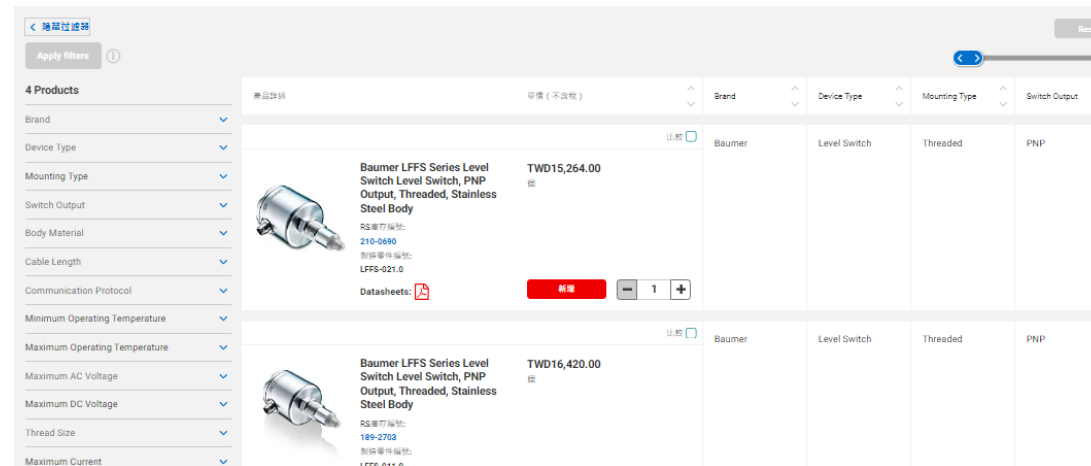 隱藏过濾器
Apply filters
Res
4 Products
Brand
Device Type
Mounting Type
Switch Output
Body Material
Cable Length
Communication Protocol
Minimum Operating Temperature
Maximum Operating Temperature
Maximum AC Voltage
Maximum DC Voltage
Thread Size
Maximum Current
產品詳細
單價（不含稅）
Brand
Device Type
Mounting Type
Switch Output
比較
Baumer LFFS Series Level
Switch Level Switch, PNP
Output, Threaded, Stainless
Steel Body
RS庫存編號:
210-0690
製造零件編號:
LFFS-021.0
Datasheets:
TWD15,264.00
個
新增
1
Baumer
Level Switch
Threaded
PNP
比較
Baumer LFFS Series Level
Switch Level Switch, PNP
Output, Threaded, Stainless
Steel Body
RS庫存編號:
189-2703
製造零件編號:
LFFS-011.0
TWD16,420.00
個
Baumer
Level Switch
Threaded
PNP